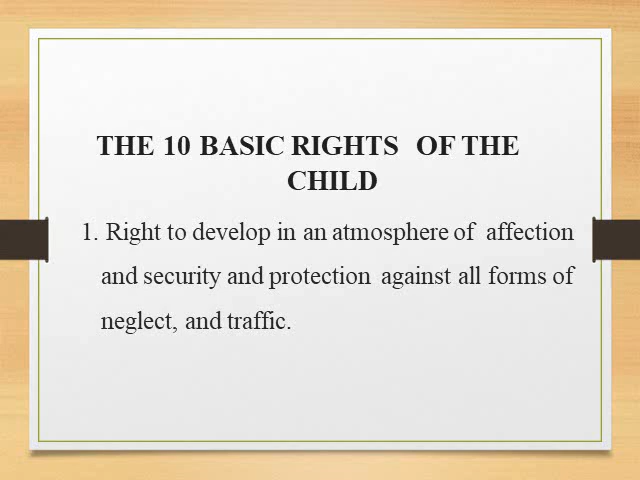 THE 10 BASIC RIGHTS OF THE
CHILD
1. Right to develop in an atmosphere of affection
and security and protection against all forms of
neglect, and traffic.